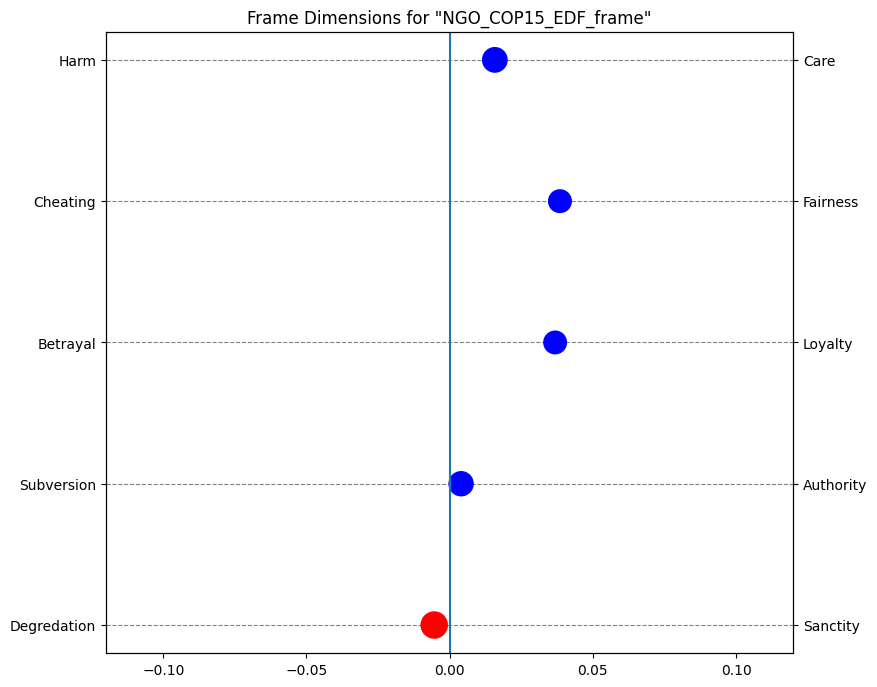 Frame Dimensions for "NGO_COP15_EDF_frame"
Harm Care
Cheating Fairness
Betrayal Loyalty
Subversion Authority
Degredation Sanctity
−0.10 −0.05 0.00 0.05 0.10